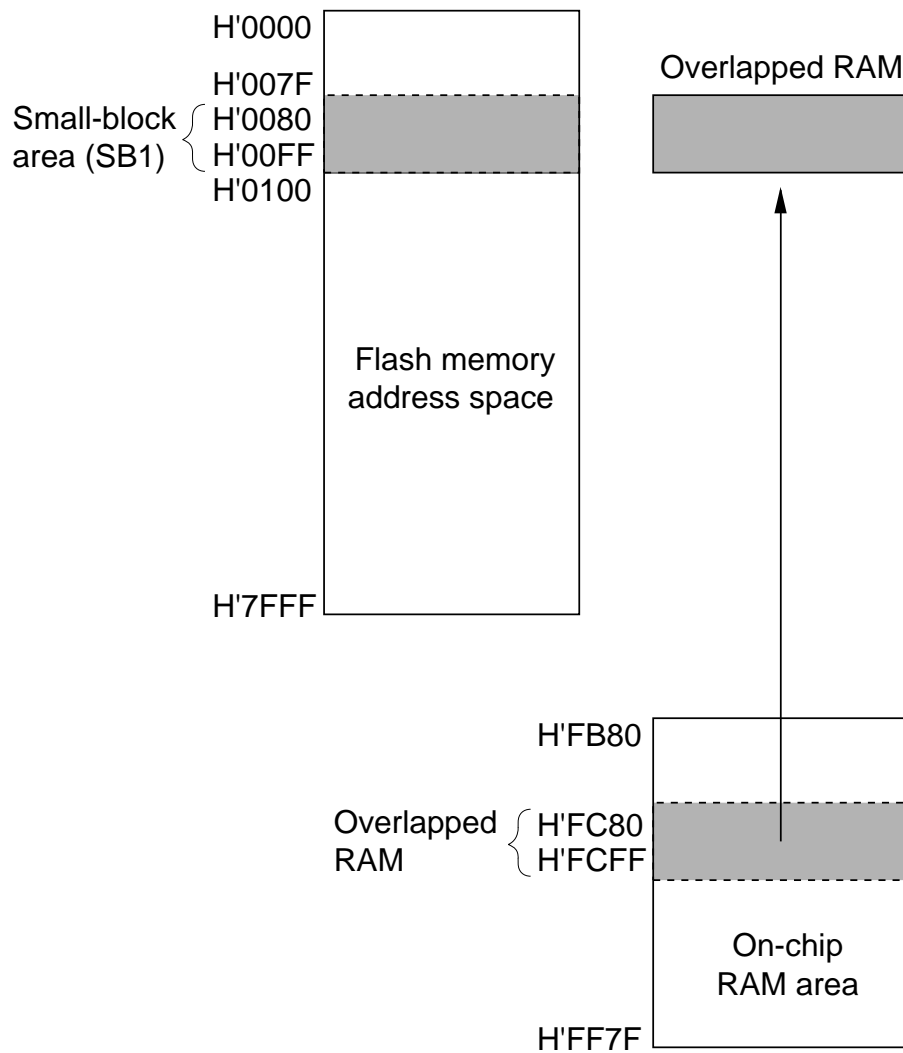 H'0000
H'007F
Small-block
area (SB1)
H'0080
H'00FF
H'0100
Overlapped RAM
Flash memory
address space
H'7FFF
H'FB80
Overlapped
RAM
H'FC80
H'FCFF
On-chip
RAM area
H'FF7F